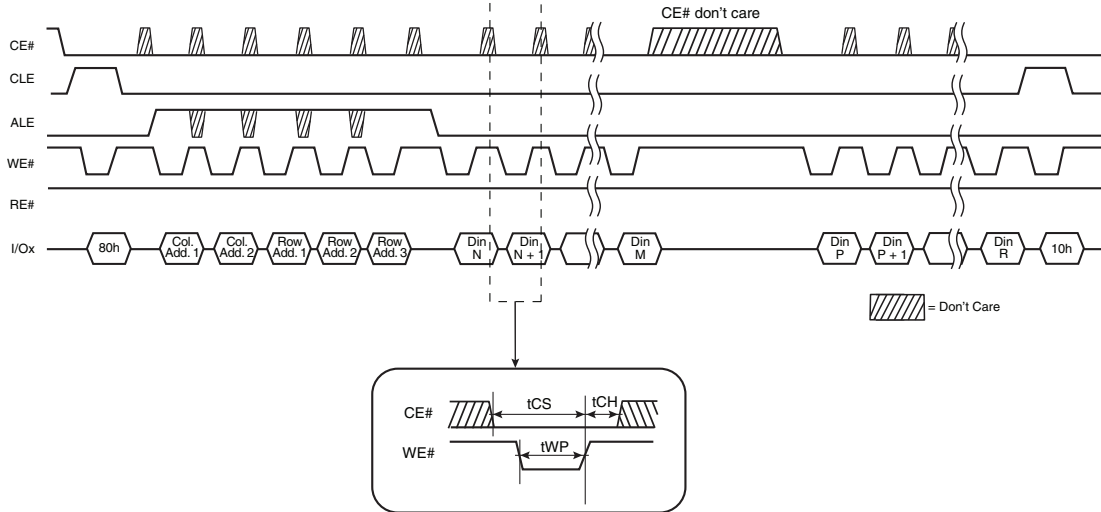 CE# don't care
CE#
CLE
ALE
WE#
RE#
I/Ox
80h
Col.
Add. 1
Col.
Add. 2
Row
Add. 1
Row
Add. 2
Row
Add. 3
Din
N
Din
N + 1
Din
M
Din
P
Din
P + 1
Din
R
10h
= Don't Care
CE#
tCS
tCH
WE#
tWP